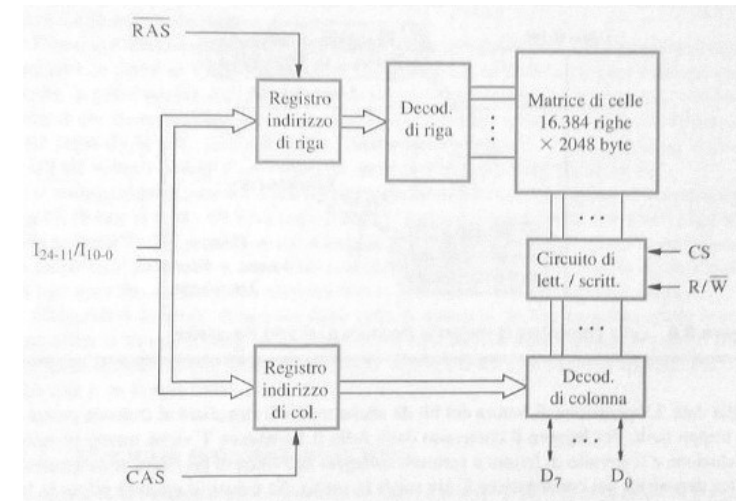 RAS
Registro
indirizzo
di riga
Decod.
di riga
Matrice di celle
16.384 righe
× 2048 byte
I24-11/I10-0
Circuito di
lett. / scritt.
CS
R/W
Registro
indirizzo
di col.
Decod.
di colonna
CAS
D7
D0